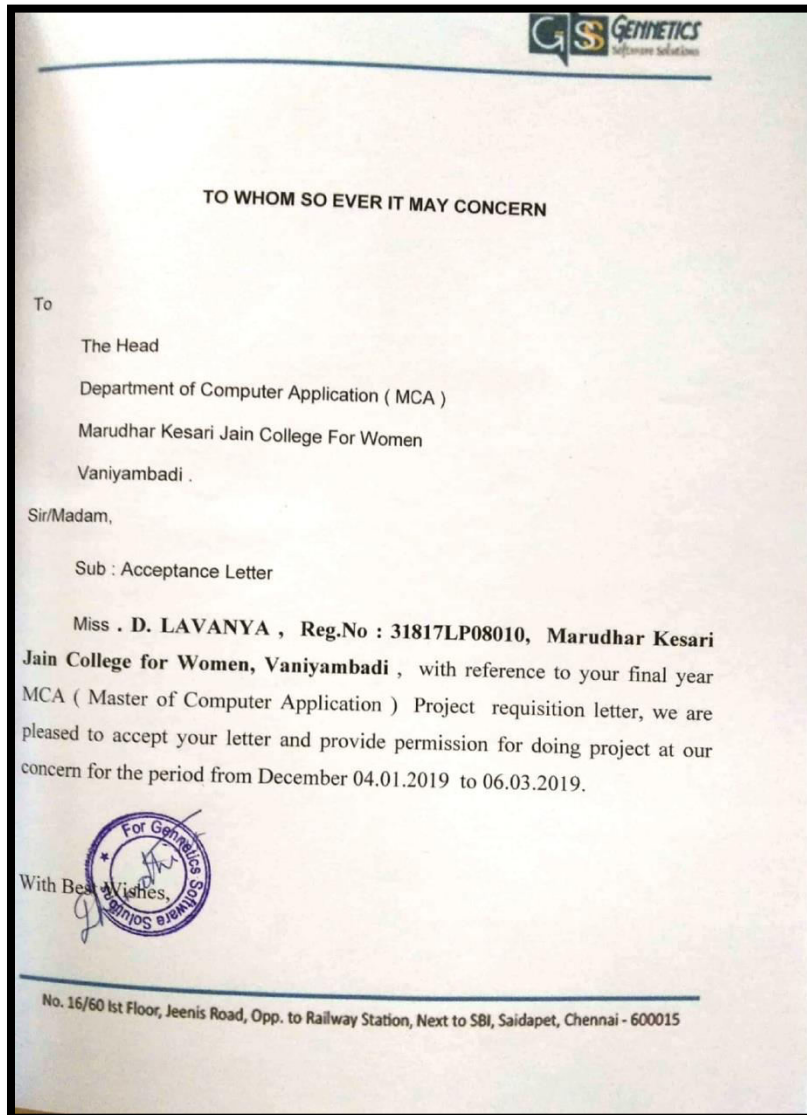 GSS GENNETICS
Software Solutions
TO WHOM SO EVER IT MAY CONCERN
To
The Head
Department of Computer Application ( MCA )
Marudhar Kesari Jain College For Women
Vaniyambadi .
Sir/Madam,
Sub : Acceptance Letter
Miss . D. LAVANYA , Reg.No : 31817LP08010, Marudhar Kesari
Jain College for Women, Vaniyambadi , with reference to your final year
MCA ( Master of Computer Application ) Project requisition letter, we are
pleased to accept your letter and provide permission for doing project at our
concern for the period from December 04.01.2019 to 06.03.2019.
For Gennetics Software Solutions
With Best Wishes,
No. 16/60 Ist Floor, Jeenis Road, Opp. to Railway Station, Next to SBI, Saidapet, Chennai - 600015